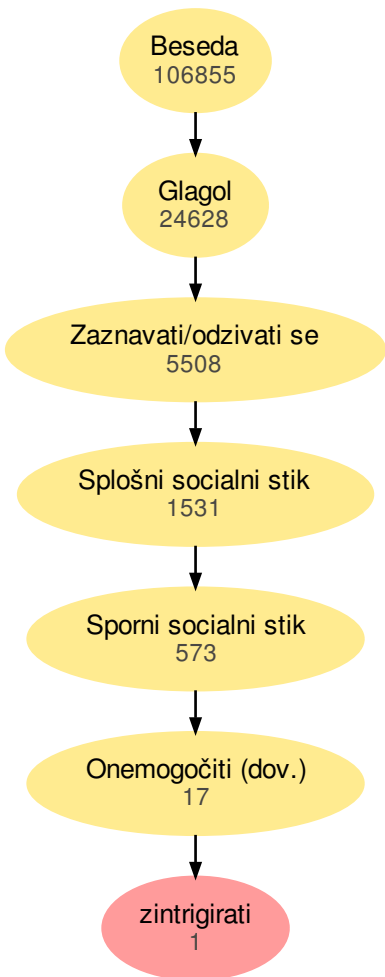 Beseda
106855
Glagol
24628
Zaznavati/odzivati se
5508
Splošni socialni stik
1531
Sporni socialni stik
573
Onemogočiti (dov.)
17
zintrigirati
1